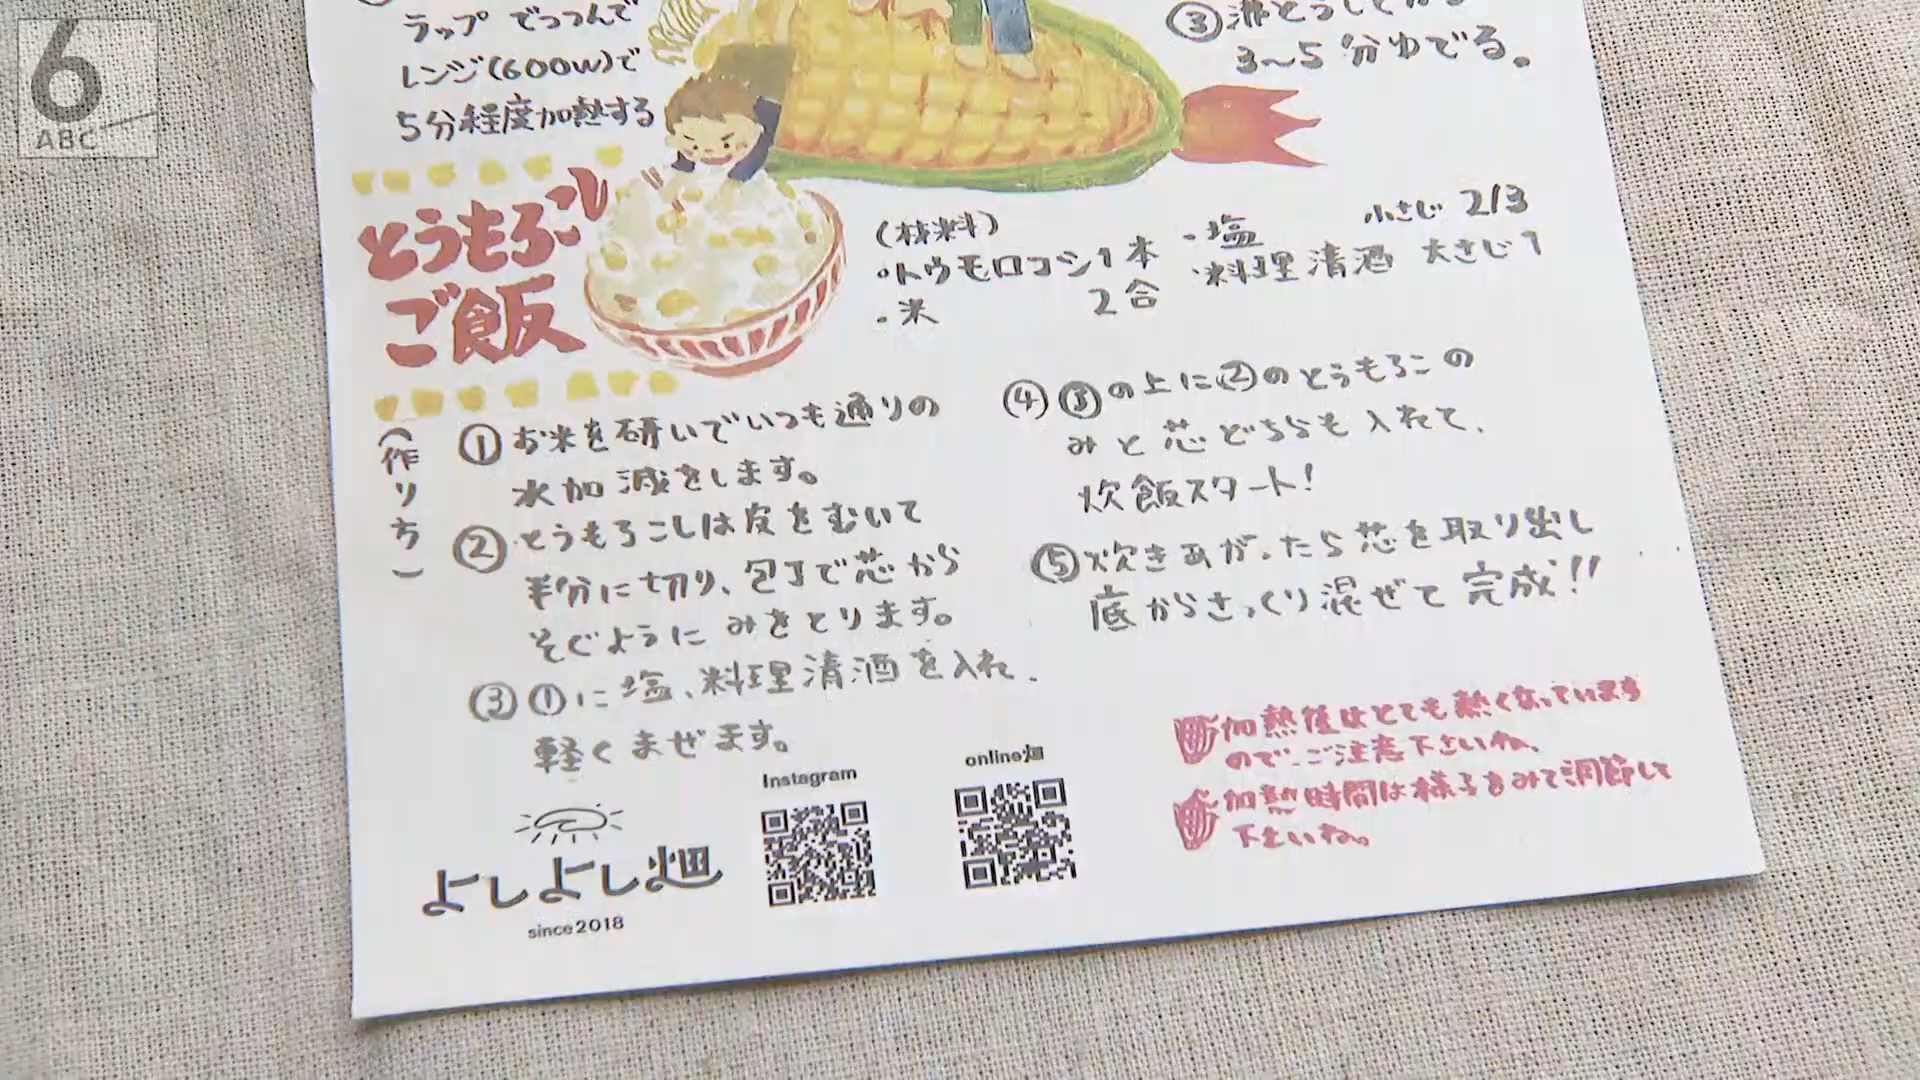 6
ABC
ラップ でつつんで
レンジ(600w)で
5分程度加熱する
③沸とうしてから
3〜5分ゆでる。
とうもろこし
ご飯
(材料)
・トウモロコシ1本
・米 2合
・塩 小さじ 2/3
・料理清酒 大さじ1
(作り方)
①お米を研いでいつも通りの
水加減をします。
②とうもろこしは皮をむいて
半分に切り、包丁で芯から
そぐように みをとります。
③①に塩、料理清酒を入れ、
軽くまぜます。
④③の上に②のとうもろこの
みと芯どちらも入れて、
炊飯スタート!
⑤炊きあがったら芯を取り出し
底からさっくり混ぜて完成!!
加熱後はとても熱くなっています
ので、ご注意下さいね、
加熱時間は様子をみて調節して
下さいね。
よしよし畑
since2018
Instagram
online畑